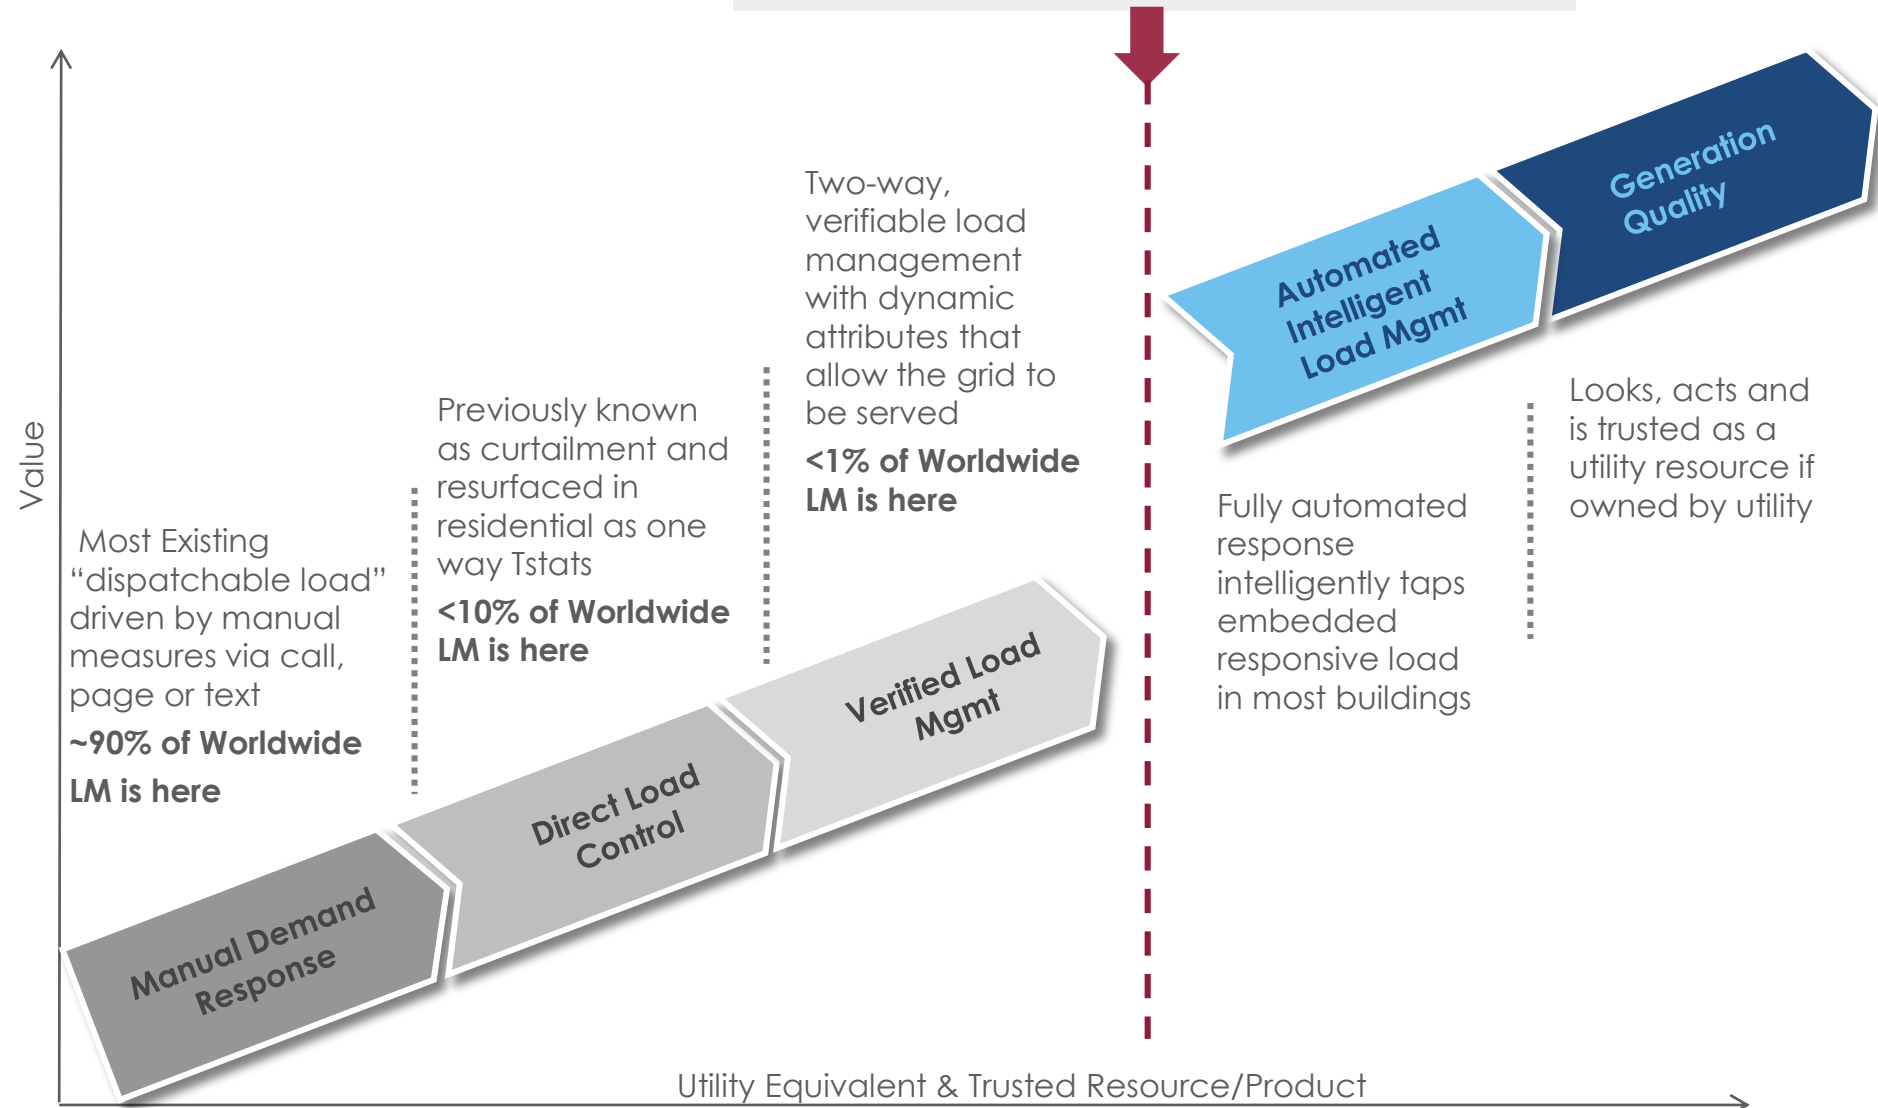 Value
Most Existing
“dispatchable load”
driven by manual
measures via call,
page or text
~90% of Worldwide
LM is here
Previously known
as curtailment and
resurfaced in
residential as one
way Tstats
<10% of Worldwide
LM is here
Two-way,
verifiable load
management
with dynamic
attributes that
allow the grid to
be served
<1% of Worldwide
LM is here
Fully automated
response
intelligently taps
embedded
responsive load
in most buildings
Looks, acts and
is trusted as a
utility resource if
owned by utility
Manual Demand
Response
Direct Load
Control
Verified Load
Mgmt
Automated
Intelligent
Load Mgmt
Generation
Quality
Utility Equivalent & Trusted Resource/Product